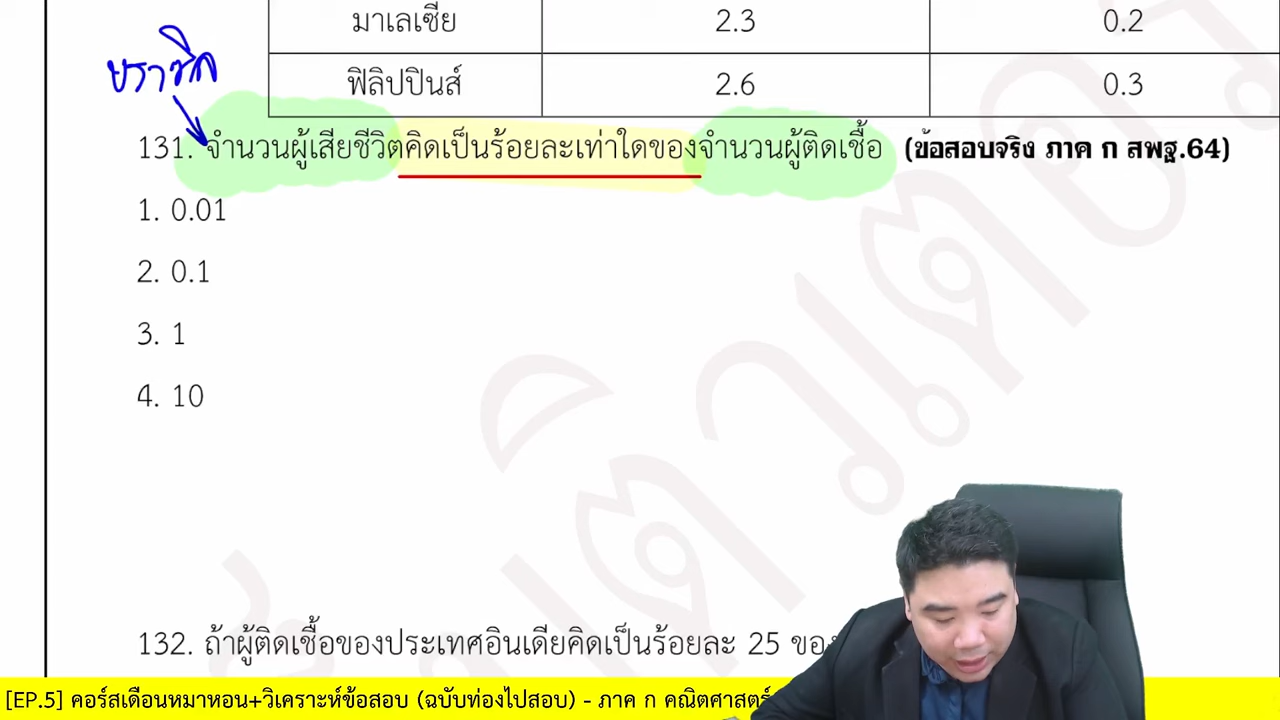 มาเลเซีย 2.3 0.2
ฟิลิปปินส์ 2.6 0.3
บราซิล
131. จำนวนผู้เสียชีวิตคิดเป็นร้อยละเท่าใดของจำนวนผู้ติดเชื้อ (ข้อสอบจริง ภาค ก สพฐ.64)
1. 0.01
2. 0.1
3. 1
4. 10
132. ถ้าผู้ติดเชื้อของประเทศอินเดียคิดเป็นร้อยละ 25 ของ
[EP.5] คอร์สเดือนหมาหอน+วิเคราะห์ข้อสอบ (ฉบับท่องไปสอบ) - ภาค ก คณิตศาสตร์